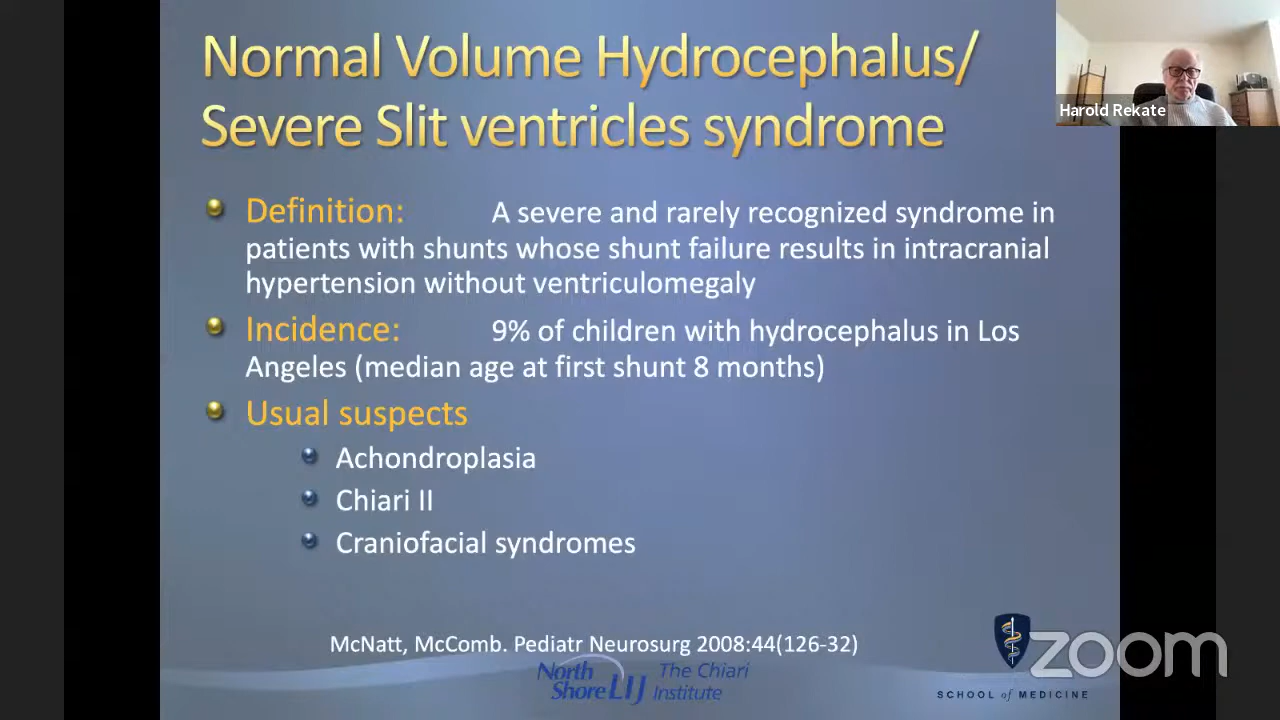 Normal Volume Hydrocephalus/
Severe Slit ventricles syndrome
Harold Rekate
Definition: A severe and rarely recognized syndrome in
patients with shunts whose shunt failure results in intracranial
hypertension without ventriculomegaly
Incidence: 9% of children with hydrocephalus in Los
Angeles (median age at first shunt 8 months)
Usual suspects
Achondroplasia
Chiari II
Craniofacial syndromes
McNatt, McComb. Pediatr Neurosurg 2008:44(126-32)
North
Shore LIJ
The Chiari
Institute
zoom
SCHOOL of MEDICINE